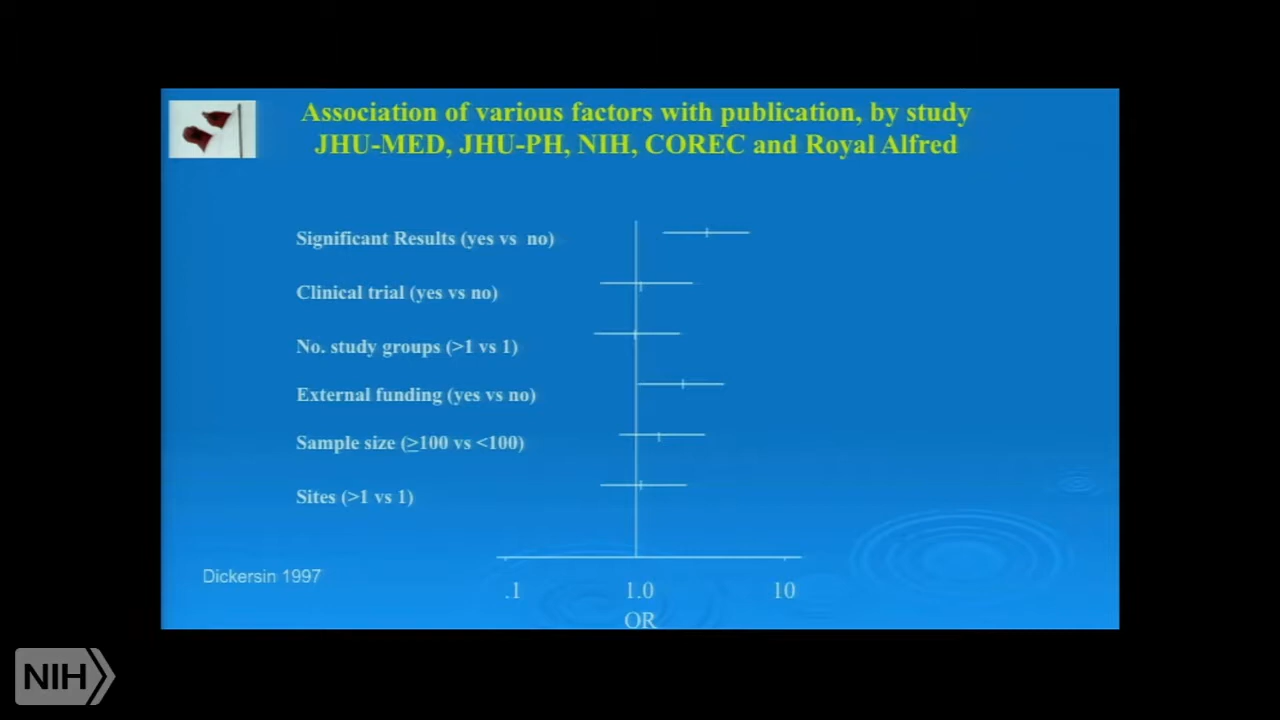 Association of various factors with publication, by study
JHU-MED, JHU-PH, NIH, COREC and Royal Alfred
Significant Results (yes vs no)
Clinical trial (yes vs no)
No. study groups (>1 vs 1)
External funding (yes vs no)
Sample size (≥100 vs <100)
Sites (>1 vs 1)
Dickersin 1997
.1 1.0 10
OR
NIH